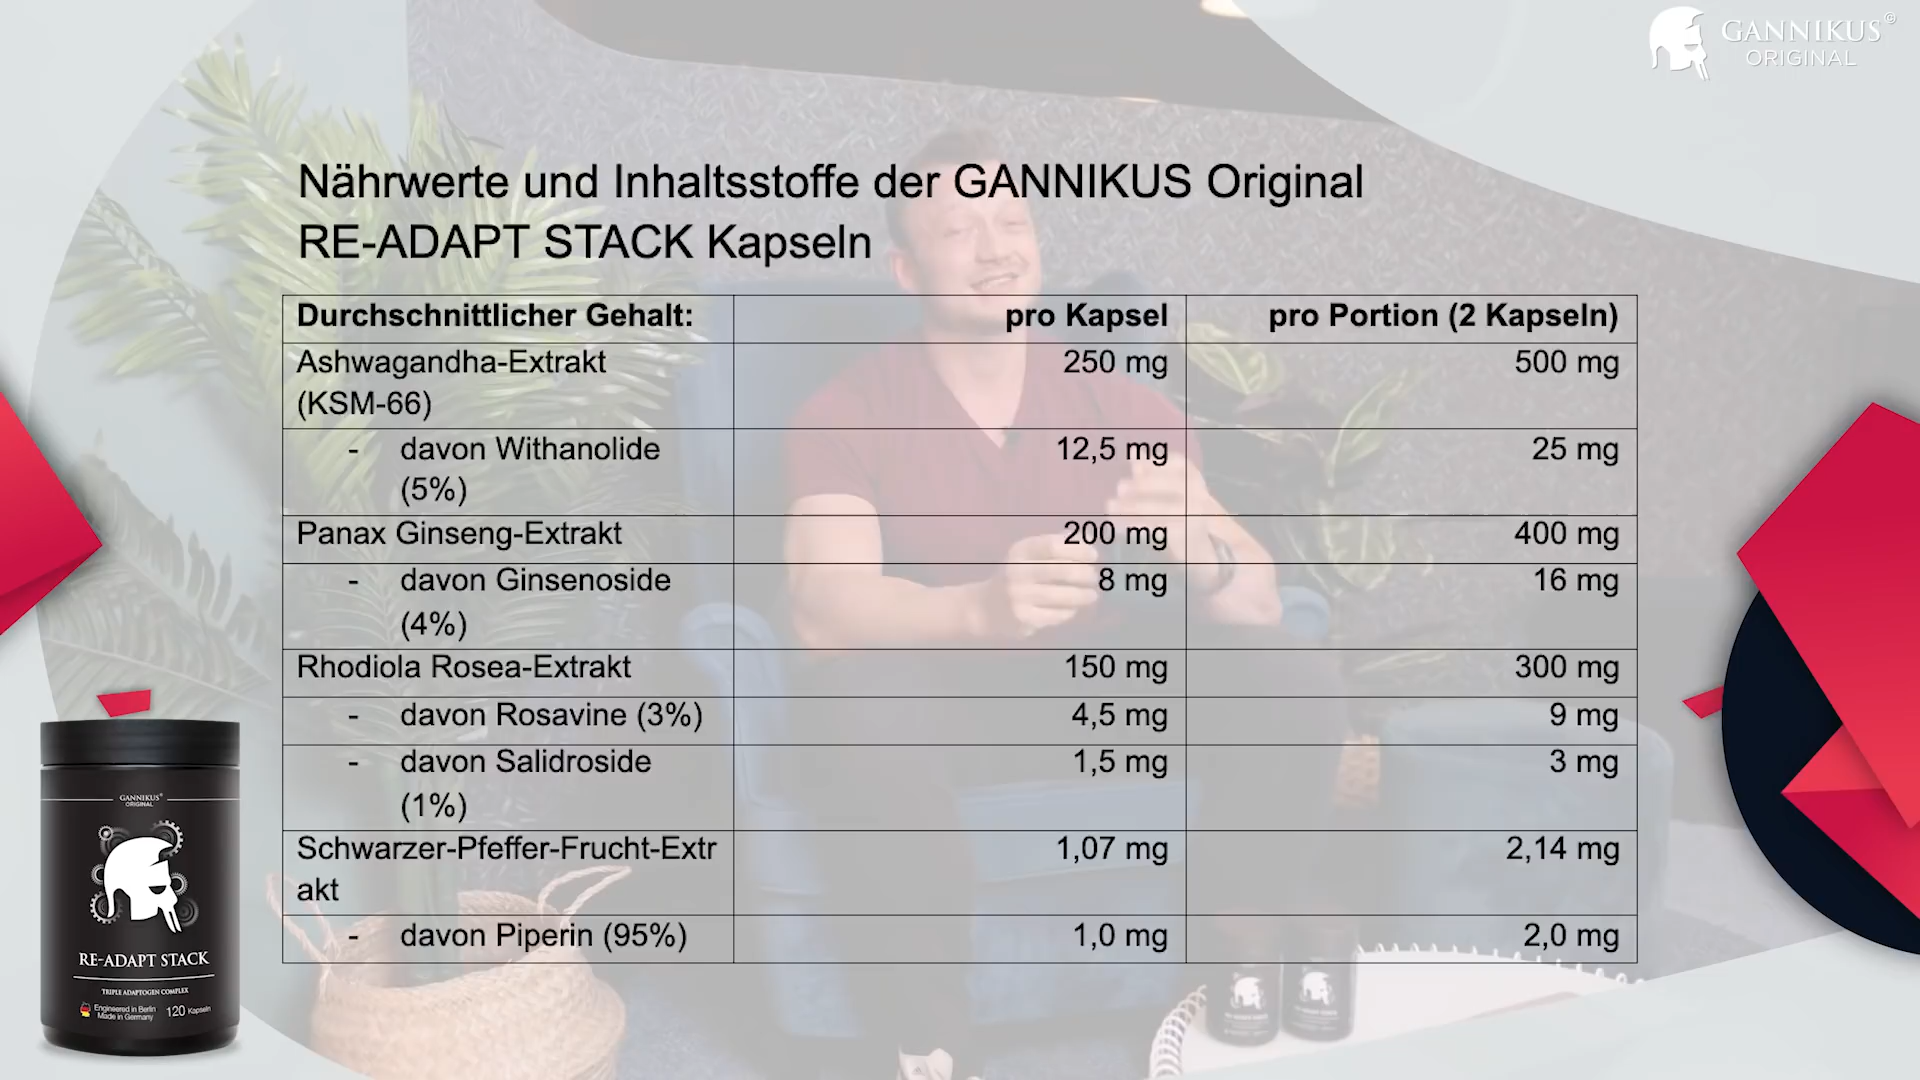 GANNIKUS©
ORIGINAL
Nährwerte und Inhaltsstoffe der GANNIKUS Original
RE-ADAPT STACK Kapseln
Durchschnittlicher Gehalt: pro Kapsel pro Portion (2 Kapseln)
Ashwagandha-Extrakt 250 mg 500 mg
(KSM-66)
- davon Withanolide 12,5 mg 25 mg
(5%)
Panax Ginseng-Extrakt 200 mg 400 mg
- davon Ginsenoside 8 mg 16 mg
(4%)
Rhodiola Rosea-Extrakt 150 mg 300 mg
- davon Rosavine (3%) 4,5 mg 9 mg
- davon Salidroside 1,5 mg 3 mg
(1%)
Schwarzer-Pfeffer-Frucht-Extr 1,07 mg 2,14 mg
akt
- davon Piperin (95%) 1,0 mg 2,0 mg
GANNIKUS®
ORIGINAL
RE-ADAPT STACK
TRIPLE ADAPTOGEN COMPLEX
Engineered in Berlin
Made in Germany
120 Kapseln